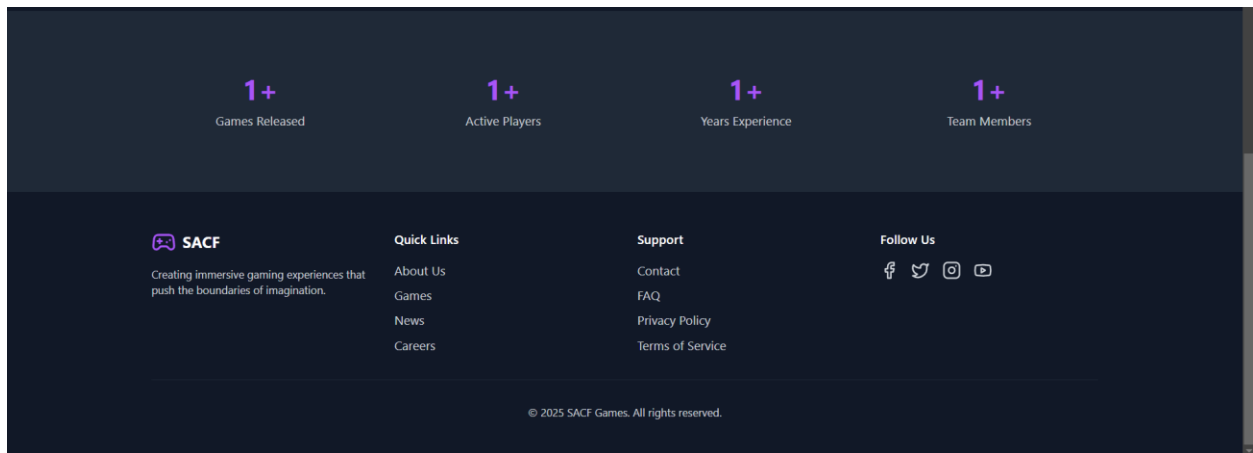 1+
Games Released
1+
Active Players
1+
Years Experience
1+
Team Members
SACF
Creating immersive gaming experiences that
push the boundaries of imagination.
Quick Links
About Us
Games
News
Careers
Support
Contact
FAQ
Privacy Policy
Terms of Service
Follow Us
© 2025 SACF Games. All rights reserved.